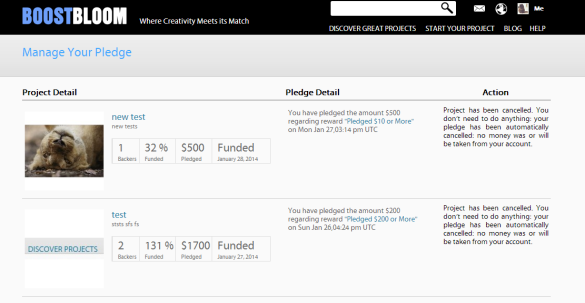 BOOSTBLOOM Where Creativity Meets its Match
Me
DISCOVER GREAT PROJECTS START YOUR PROJECT BLOG HELP
Manage Your Pledge
Project Detail Pledge Detail Action
new test
new tests
1 32 % $500 Funded
Backers Funded Pledged January 28, 2014
You have pledged the amount $500
regarding reward "Pledged $10 or More"
on Mon Jan 27,03:14 pm UTC
Project has been cancelled. You
don't need to do anything: your
pledge has been automatically
cancelled: no money was or will
be taken from your account.
DISCOVER PROJECTS
test
ststs sfs fs
2 131 % $1700 Funded
Backers Funded Pledged January 27, 2014
You have pledged the amount $200
regarding reward "Pledged $200 or More"
on Sun Jan 26,04:24 pm UTC
Project has been cancelled. You
don't need to do anything: your
pledge has been automatically
cancelled: no money was or will
be taken from your account.